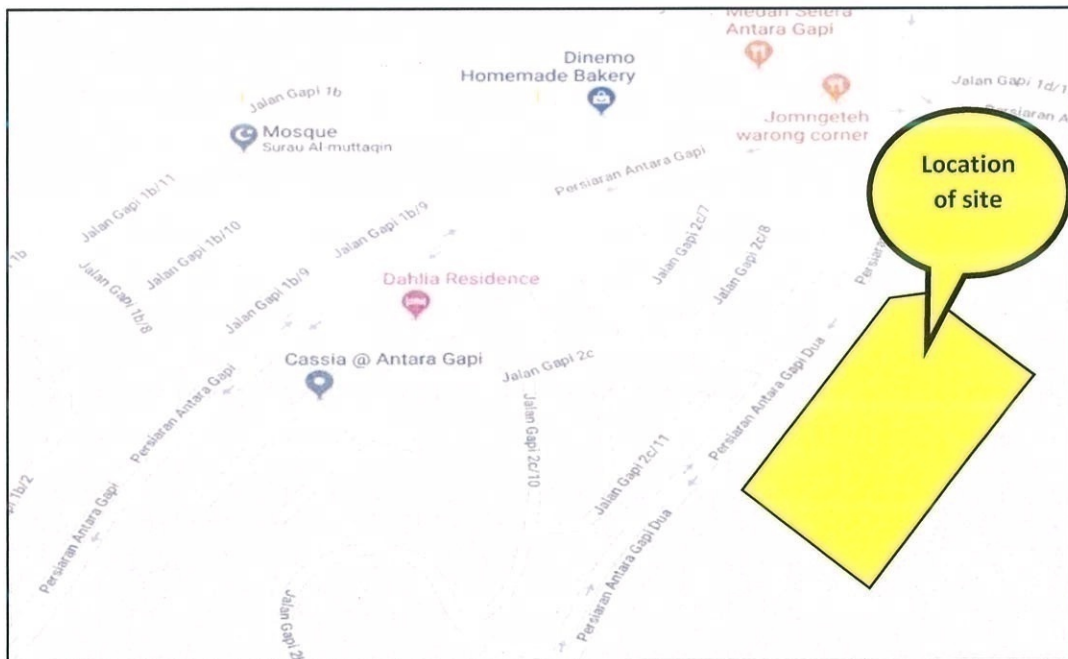 Medan Selera
Antara Gapi
Dinemo
Homemade Bakery
Jalan Gapi 1b
Jalan Gapi 1d/1
Persiaran A
Mosque
Surau Al-muttaqin
Jomngeteh
warong corner
Location
of site
Persiaran Antara Gapi
Jalan Gapi 1b/11
Jalan Gapi 1b/10
Jalan Gapi 1b/9
Jalan Gapi 2c/7
Jalan Gapi 2c/8
1b
Jalan Gapi 1b/8
Jalan Gapi 1b/9
Dahlia Residence
Cassia @ Antara Gapi
Jalan Gapi 2c
Persiaran Antara Gapi
Persiaran Antara Gapi Dua
Jalan Gapi 2c/10
Jalan Gapi 2c/11
1b/2
Persiaran Antara Gapi
Persiaran Antara Gapi Dua
Jalan Gapi